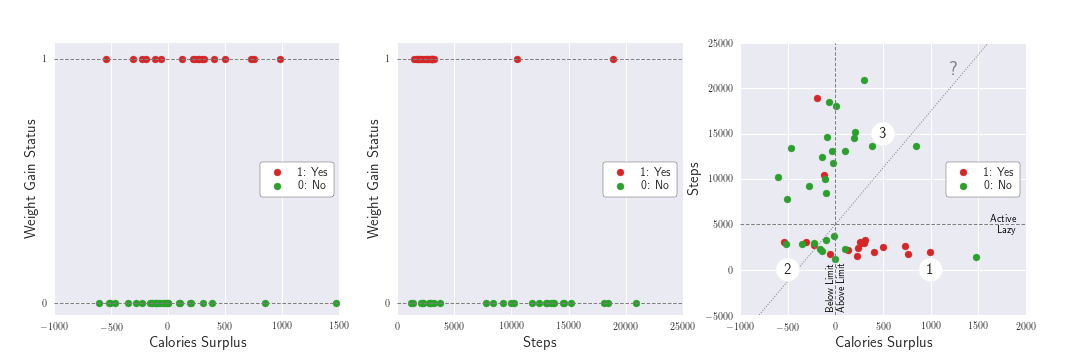 Weight Gain Status
1
0
1: Yes
0: No
−1000
−500
0
500
1000
1500
Calories Surplus
Weight Gain Status
1
0
1: Yes
0: No
0
5000
10000
15000
20000
25000
Steps
Steps
25000
20000
15000
10000
5000
0
−5000
?
3
1: Yes
0: No
Active
Lazy
2
1
Below Limit
Above Limit
−1000
−500
0
500
1000
1500
2000
Calories Surplus